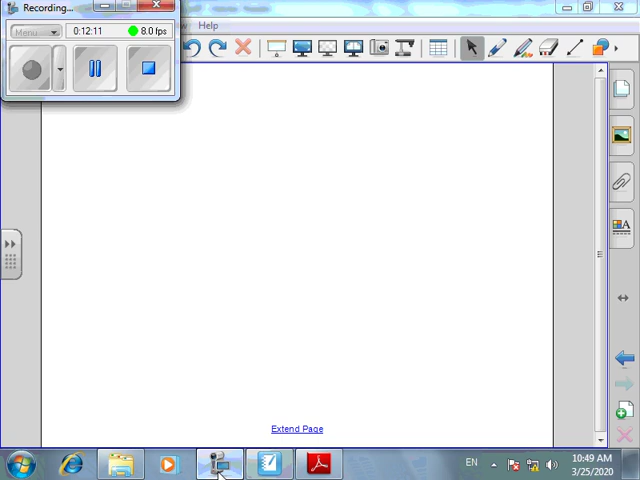 Recording...
Menu
0:12:11
8.0 fps
Help
Extend Page
EN
10:49 AM
3/25/2020